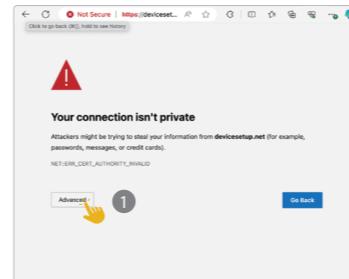 Not Secure | https://deviceset...
Click to go back (⌘[), hold to see history
Your connection isn't private
Attackers might be trying to steal your information from devicesetup.net (for example,
passwords, messages, or credit cards).
NET::ERR_CERT_AUTHORITY_INVALID
Advanced
1
Go Back